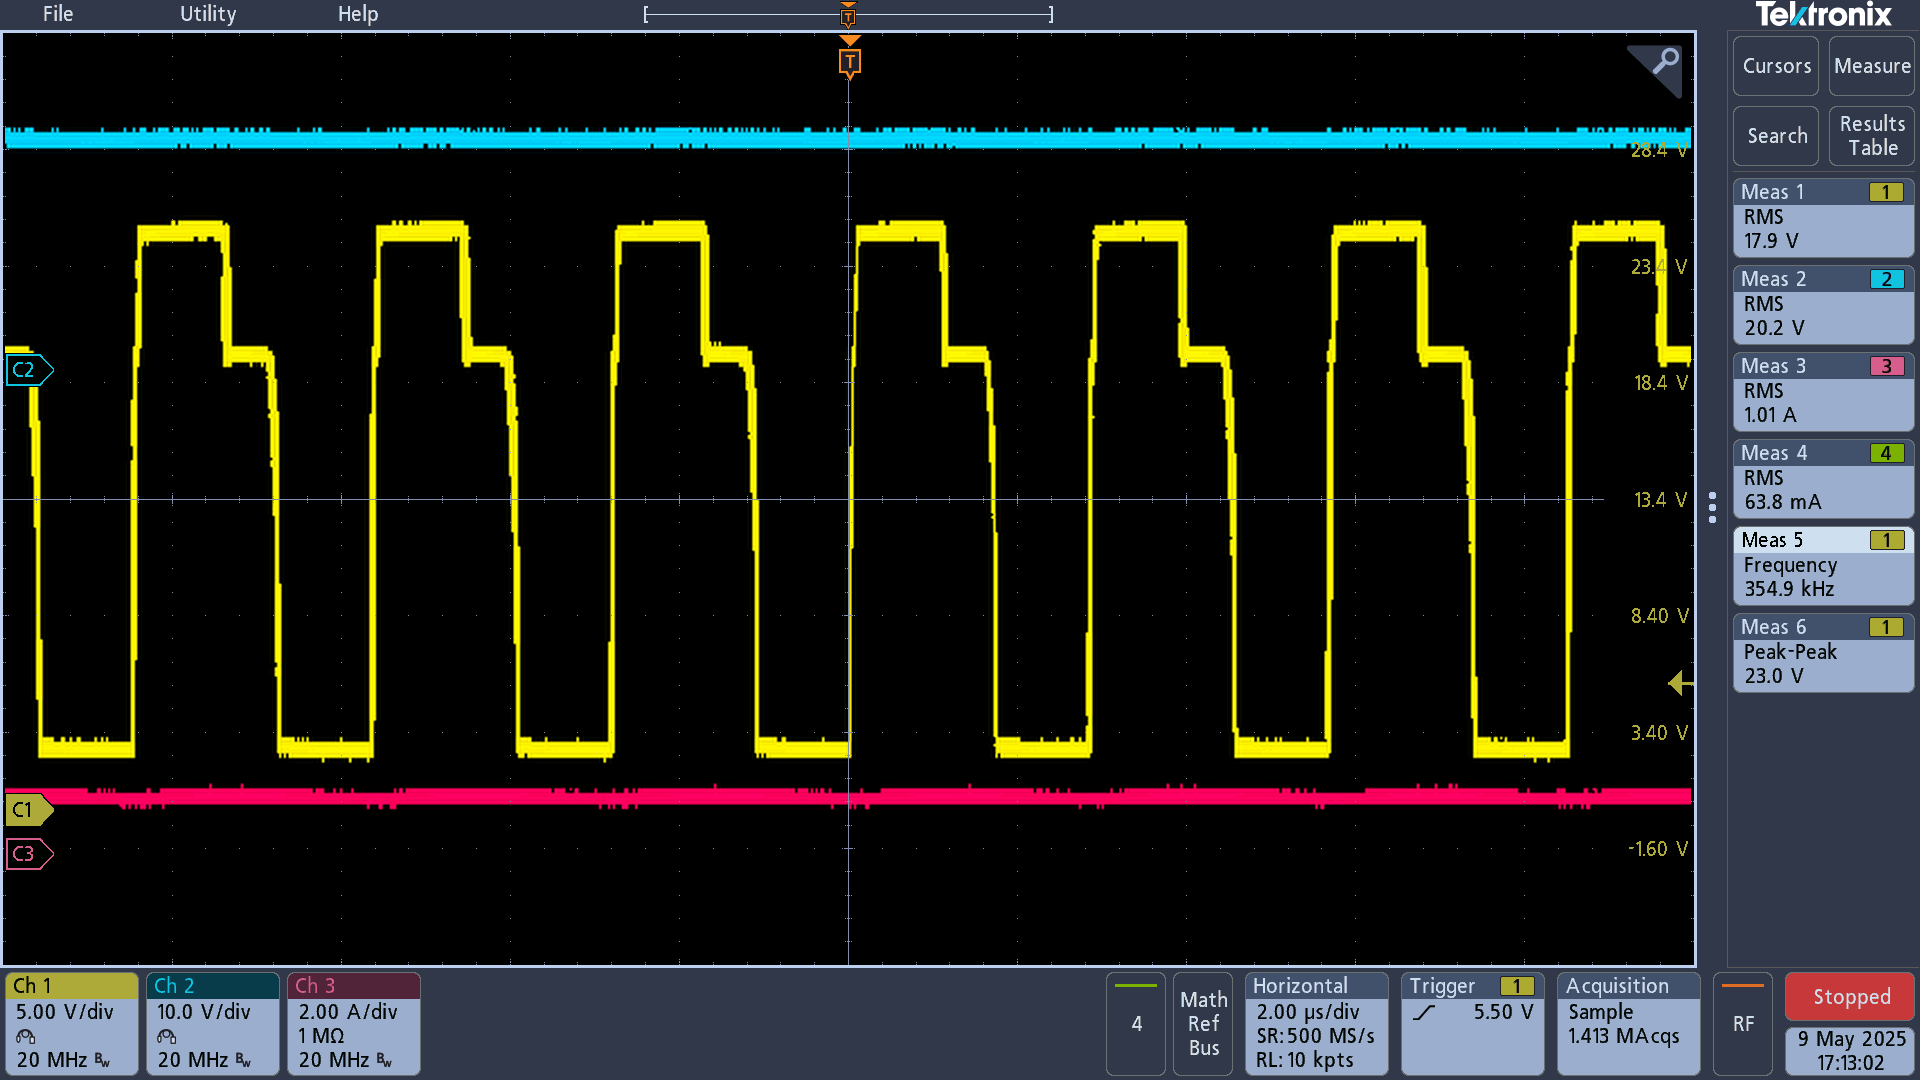 File
Utility
Help
T
Tektronix
T
Cursors
Measure
Search
Results
Table
28.4 V
23.4 V
18.4 V
13.4 V
8.40 V
3.40 V
-1.60 V
C2
C1
C3
Meas 1
1
RMS
17.9 V
Meas 2
2
RMS
20.2 V
Meas 3
3
RMS
1.01 A
Meas 4
4
RMS
63.8 mA
Meas 5
1
Frequency
354.9 kHz
Meas 6
1
Peak-Peak
23.0 V
Ch 1
5.00 V/div
20 MHz Bw
Ch 2
10.0 V/div
20 MHz Bw
Ch 3
2.00 A/div
1 MΩ
20 MHz Bw
4
Math
Ref
Bus
Horizontal
2.00 µs/div
SR: 500 MS/s
RL: 10 kpts
Trigger
1
5.50 V
Acquisition
Sample
1.413 MAcqs
RF
Stopped
9 May 2025
17:13:02